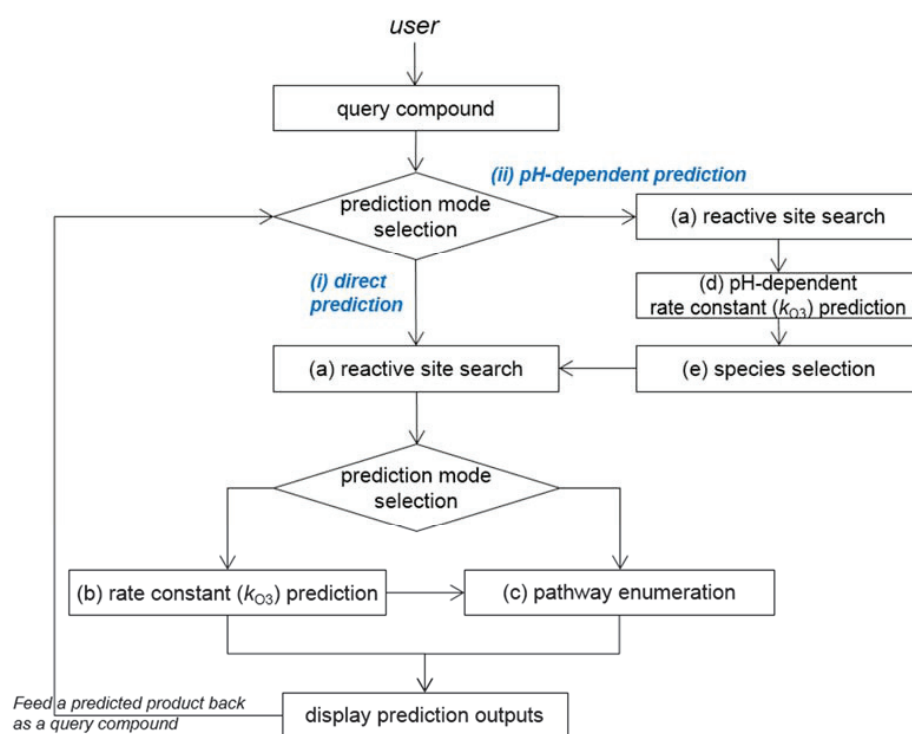 user
query compound
(ii) pH-dependent prediction
prediction mode
selection
(a) reactive site search
(i) direct
prediction
(d) pH-dependent
rate constant (kO3) prediction
(a) reactive site search
(e) species selection
prediction mode
selection
(b) rate constant (kO3) prediction
(c) pathway enumeration
Feed a predicted product back
as a query compound
display prediction outputs